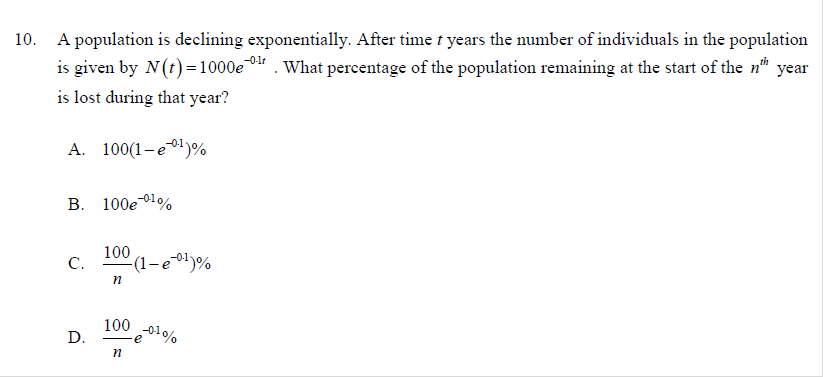 10. A population is declining exponentially. After time t years the number of individuals in the population
is given by N(t)=1000e^{-0·1t}. What percentage of the population remaining at the start of the n^{th} year
is lost during that year?
A. 100(1−e^{-0·1})%
B. 100e^{-0·1}%
C. \frac{100}{n}(1−e^{-0·1})%
D. \frac{100}{n}e^{-0·1}%